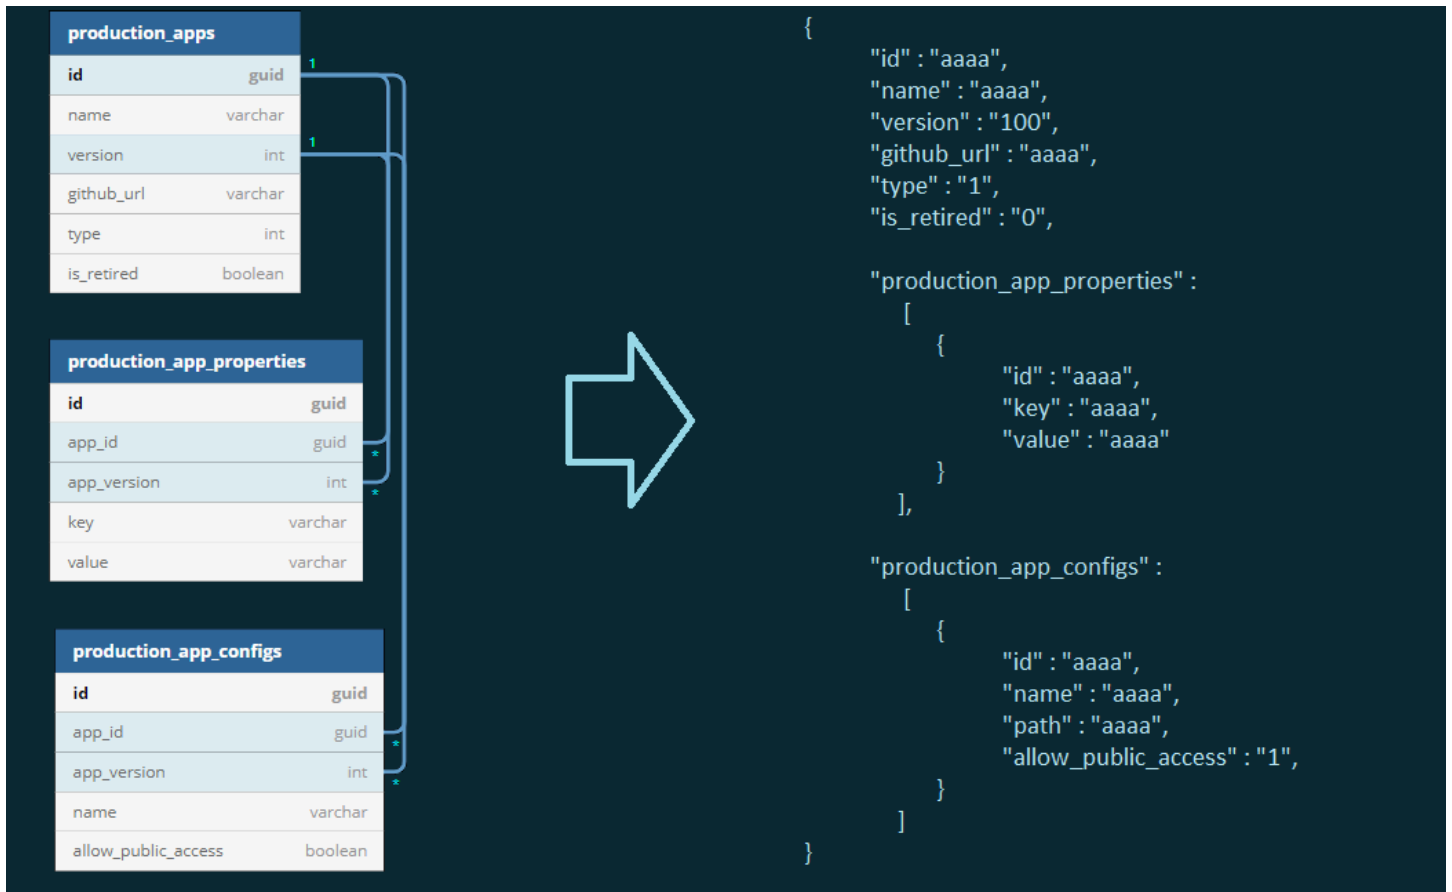 production_apps
id guid
name varchar
version int
github_url varchar
type int
is_retired boolean
1
1
production_app_properties
id guid
app_id guid
app_version int
key varchar
value varchar
*
*
production_app_configs
id guid
app_id guid
app_version int
name varchar
allow_public_access boolean
*
*
{
"id" : "aaaa",
"name" : "aaaa",
"version" : "100",
"github_url" : "aaaa",
"type" : "1",
"is_retired" : "0",
"production_app_properties" :
[
{
"id" : "aaaa",
"key" : "aaaa",
"value" : "aaaa"
}
],
"production_app_configs" :
[
{
"id" : "aaaa",
"name" : "aaaa",
"path" : "aaaa",
"allow_public_access" : "1",
}
]
}